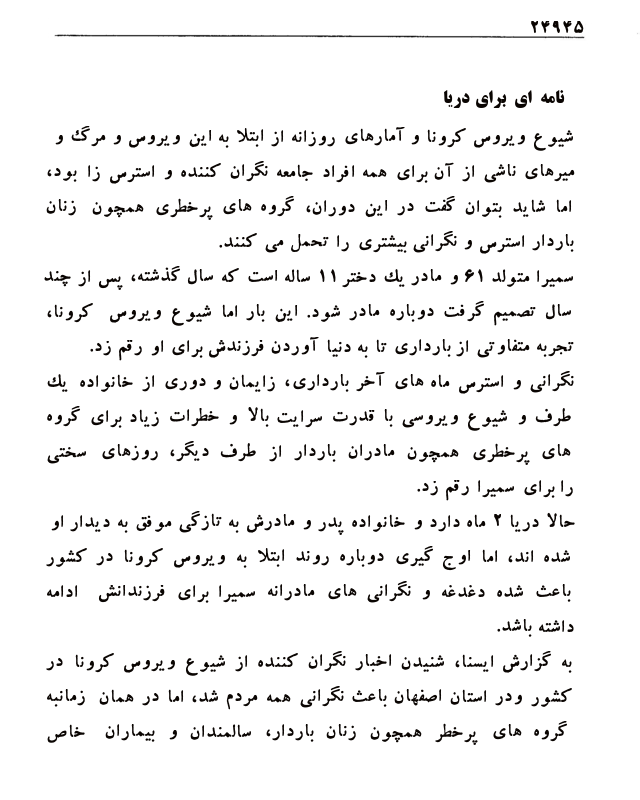 ۲۴۹۴۵
نامه ای برای دریا
شیوع ویروس کرونا و آمارهای روزانه از ابتلا به این ویروس و مرگ و
میرهای ناشی از آن برای همه افراد جامعه نگران کننده و استرس زا بود،
اما شاید بتوان گفت در این دوران، گروه های پرخطری همچون زنان
باردار استرس و نگرانی بیشتری را تحمل می کنند.
سمیرا متولد ۶۱ و مادر یك دختر ۱۱ ساله است که سال گذشته، پس از چند
سال تصمیم گرفت دوباره مادر شود. این بار اما شیوع ویروس کرونا،
تجربه متفاوتی از بارداری تا به دنیا آوردن فرزندش برای او رقم زد.
نگرانی و استرس ماه های آخر بارداری، زایمان و دوری از خانواده یك
طرف و شیوع ویروسی با قدرت سرایت بالا و خطرات زیاد برای گروه
های پرخطری همچون مادران باردار از طرف دیگر، روزهای سختی
را برای سمیرا رقم زد.
حالا دریا ۲ ماه دارد و خانواده پدر و مادرش به تازگی موفق به دیدار او
شده اند، اما اوج گیری دوباره روند ابتلا به ویروس کرونا در کشور
باعث شده دغدغه و نگرانی های مادرانه سمیرا برای فرزندانش ادامه
داشته باشد.
به گزارش ایسنا، شنیدن اخبار نگران کننده از شیوع ویروس کرونا در
کشور ودر استان اصفهان باعث نگرانی همه مردم شد، اما در همان زمانبه
گروه های پرخطر همچون زنان باردار، سالمندان و بیماران خاص